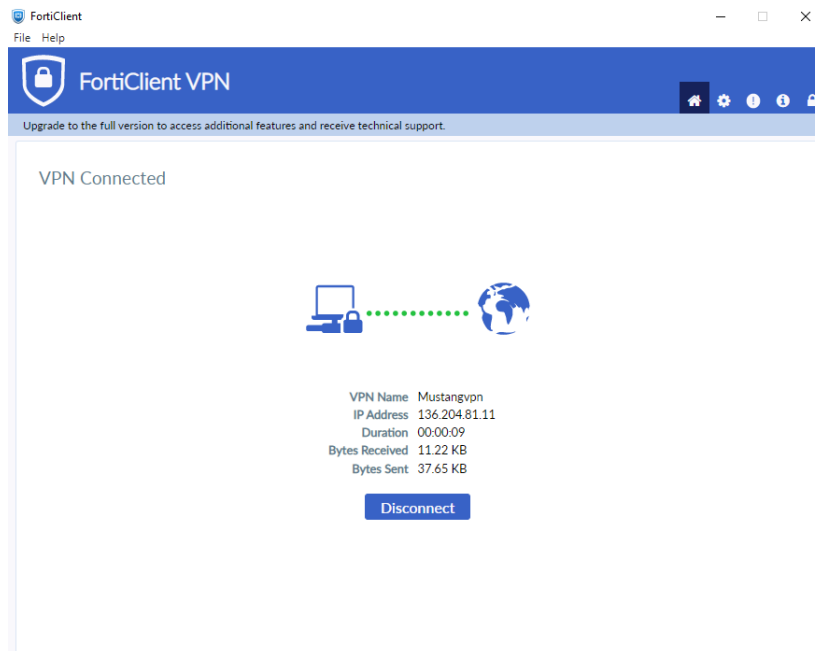 FortiClient
File Help
FortiClient VPN
Upgrade to the full version to access additional features and receive technical support.
VPN Connected
VPN Name Mustangvpn
IP Address 136.204.81.11
Duration 00:00:09
Bytes Received 11.22 KB
Bytes Sent 37.65 KB
Disconnect